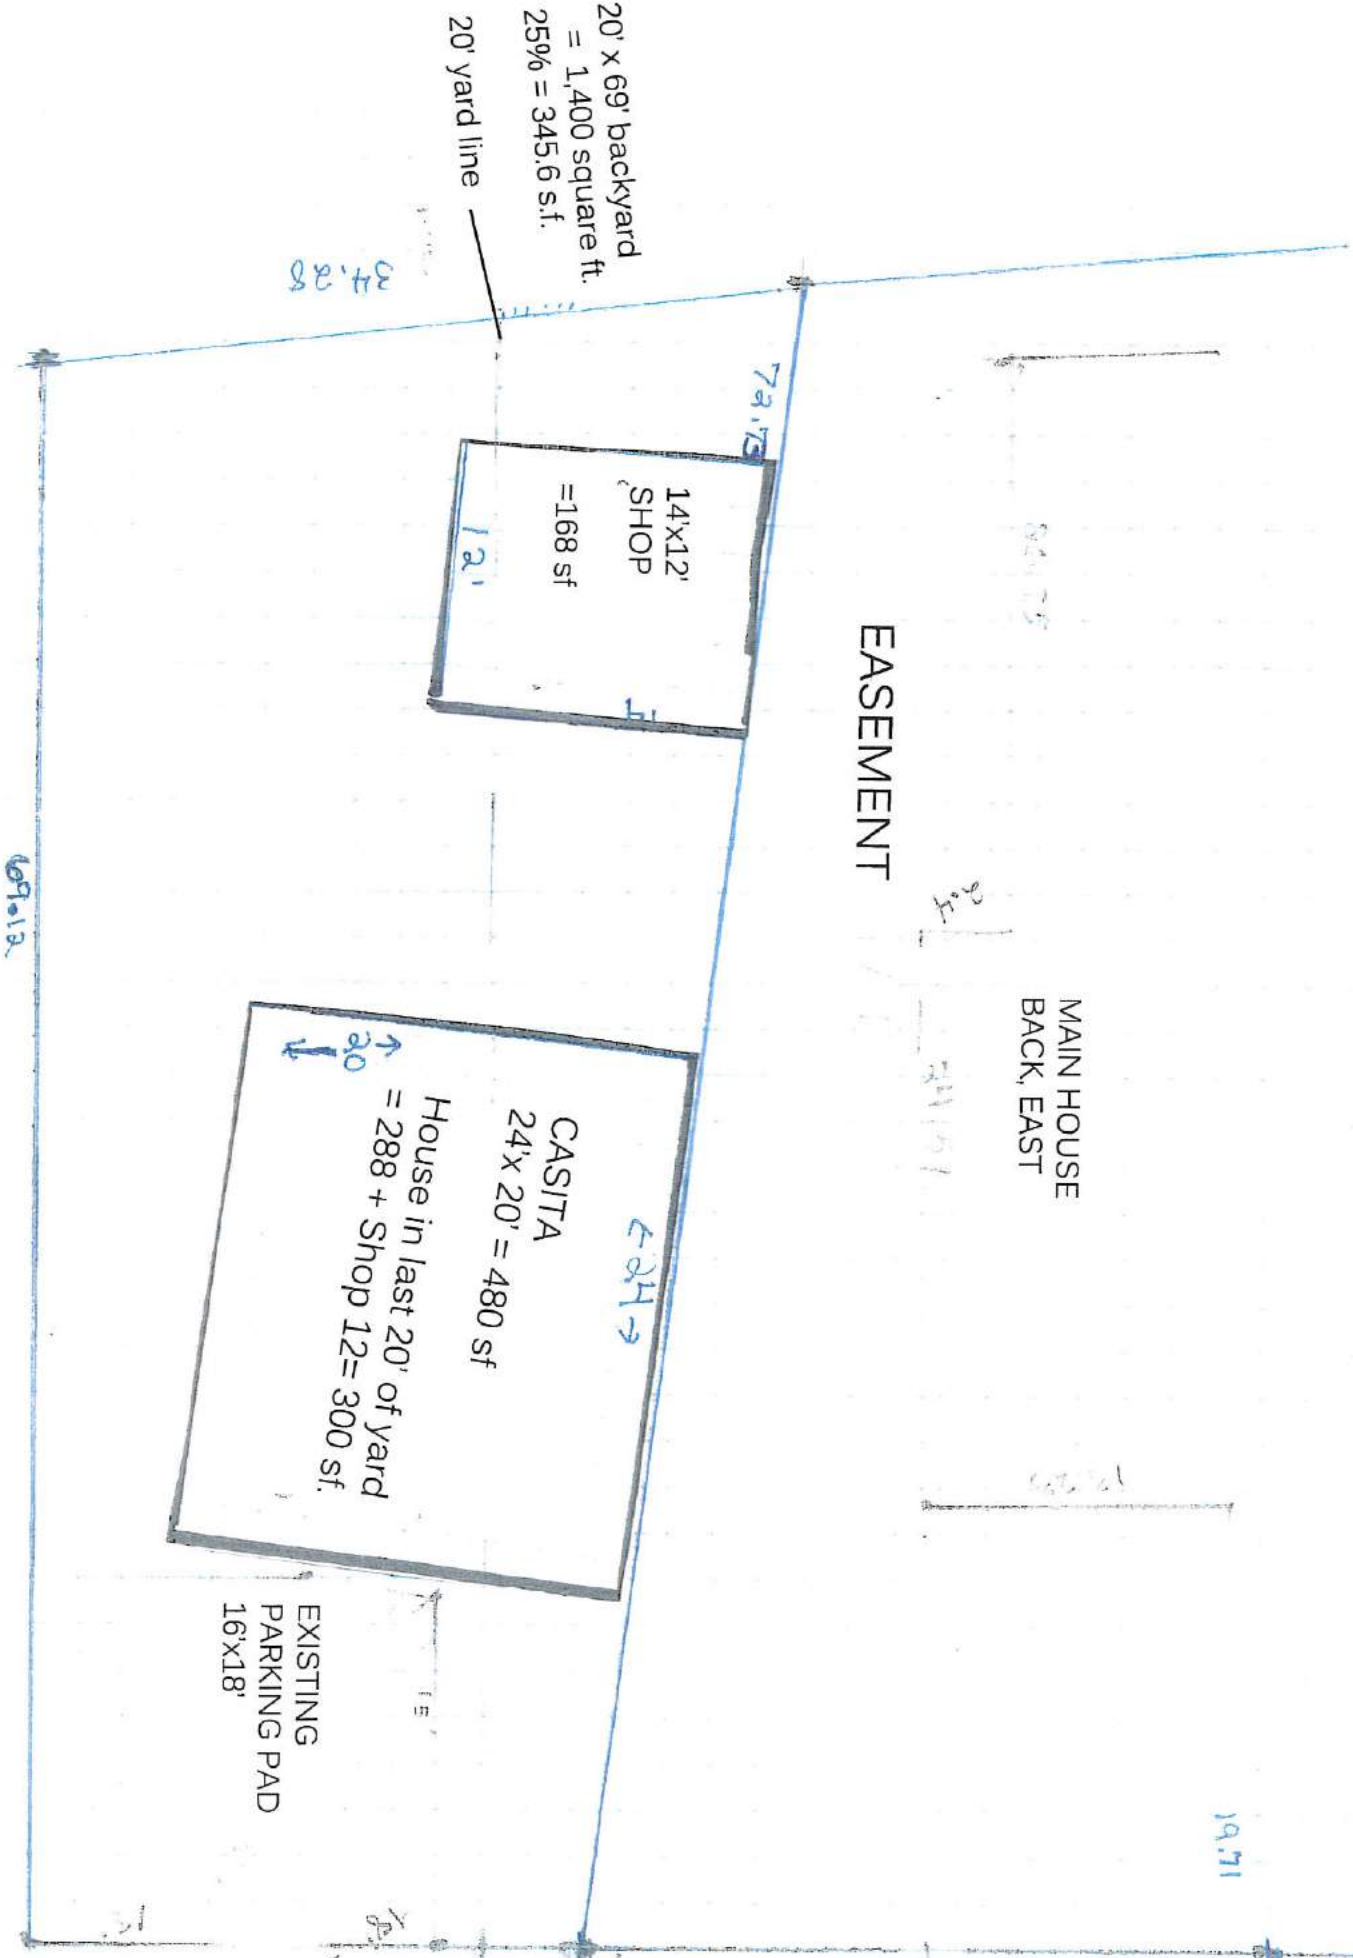 20' x 69' backyard
= 1,400 square ft.
25% = 345.6 s.f.
20' yard line
34.28
72.75
14'x12'
SHOP
=168 sf
12'
EASEMENT
MAIN HOUSE
BACK, EAST
69.12
20
←24→
CASITA
24'x 20' = 480 sf
House in last 20' of yard
= 288 + Shop 12= 300 sf.
EXISTING
PARKING PAD
16'x18'
19.71